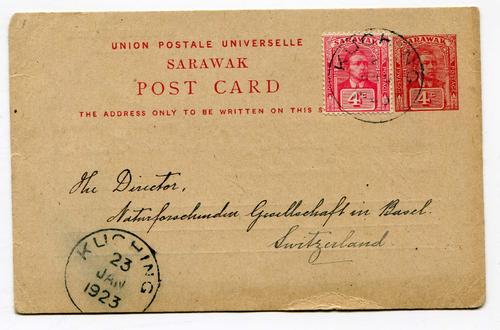 UNION POSTALE UNIVERSELLE
SARAWAK
POST CARD
THE ADDRESS ONLY TO BE WRITTEN ON THIS S
SARAWAK
4c
SARAWAK
4c
KUCHING
The Director,
Naturforschenden Gesellschaft in Basel.
Switzerland.
KUCHING
23
JAN
1923